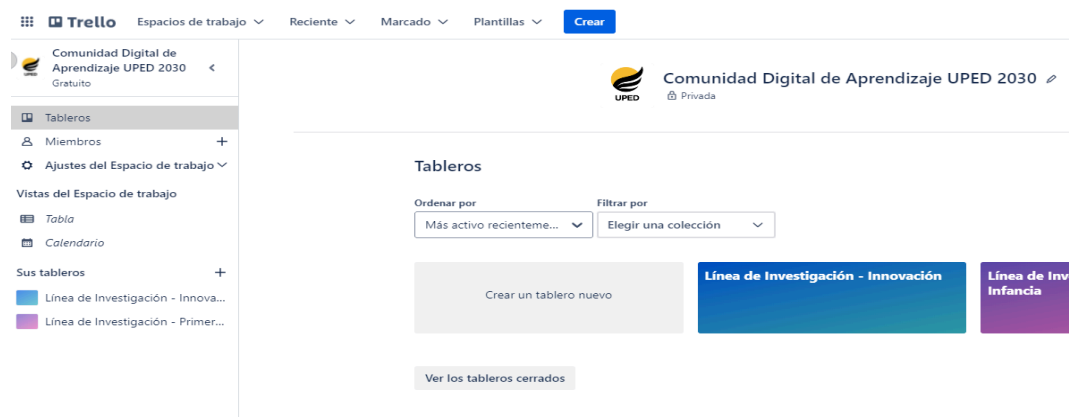 Trello Espacios de trabajo Reciente Marcado Plantillas Crear
Comunidad Digital de
Aprendizaje UPED 2030
Gratuito
Tableros
Miembros
Ajustes del Espacio de trabajo
Vistas del Espacio de trabajo
Tabla
Calendario
Sus tableros
Línea de Investigación - Innova...
Línea de Investigación - Primer...
UPED
Comunidad Digital de Aprendizaje UPED 2030
Privada
Tableros
Ordenar por Filtrar por
Más activo recienteme... Elegir una colección
Crear un tablero nuevo
Línea de Investigación - Innovación
Línea de Inv
Infancia
Ver los tableros cerrados